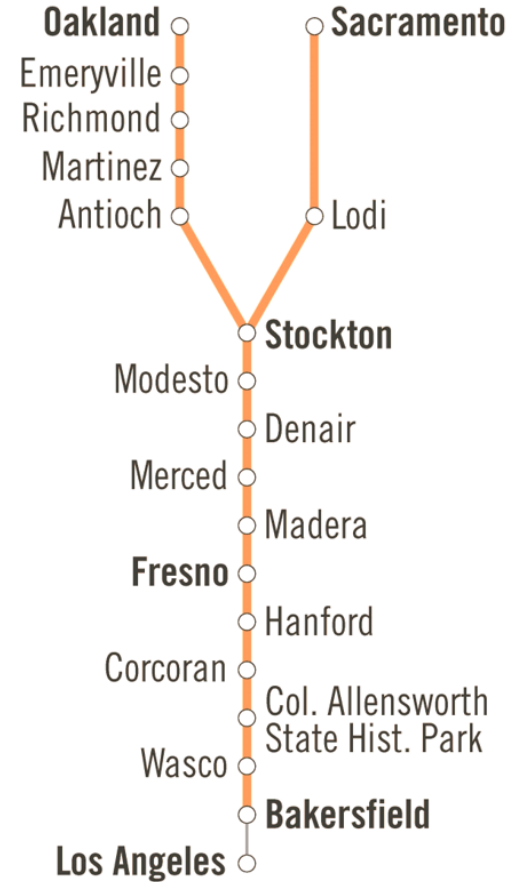 Oakland
Sacramento
Emeryville
Richmond
Martinez
Antioch
Lodi
Stockton
Modesto
Denair
Merced
Madera
Fresno
Hanford
Corcoran
Col. Allensworth
State Hist. Park
Wasco
Bakersfield
Los Angeles